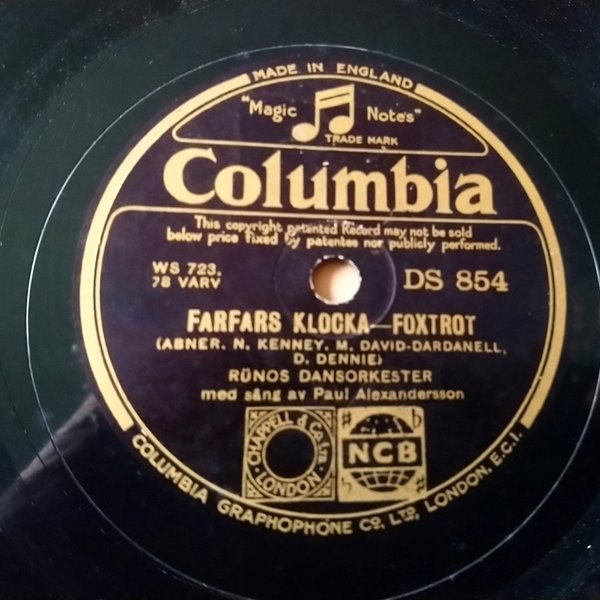 MADE IN ENGLAND
"Magic Notes"
TRADE MARK
Columbia
This copyright patented Record may not be sold
below price fixed by patentee nor publicly performed.
WS 723.
78 VARV
DS 854
FARFARS KLOCKA—FOXTROT
(ABNER. N. KENNEY. M. DAVID-DARDANELL,
D. DENNIE)
RÜNOS DANSORKESTER
med sång av Paul Alexandersson
CHAPPELL & Co. LTD.
LONDON
NCB
COLUMBIA GRAPHOPHONE CO, LTD, LONDON, E.C.1.